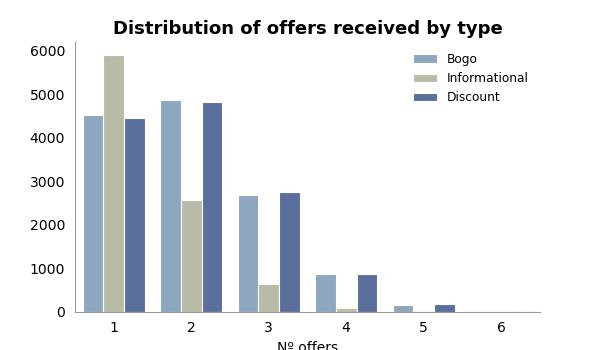 Distribution of offers received by type
6000
5000
4000
3000
2000
1000
0
Bogo
Informational
Discount
1 2 3 4 5 6
Nº offers